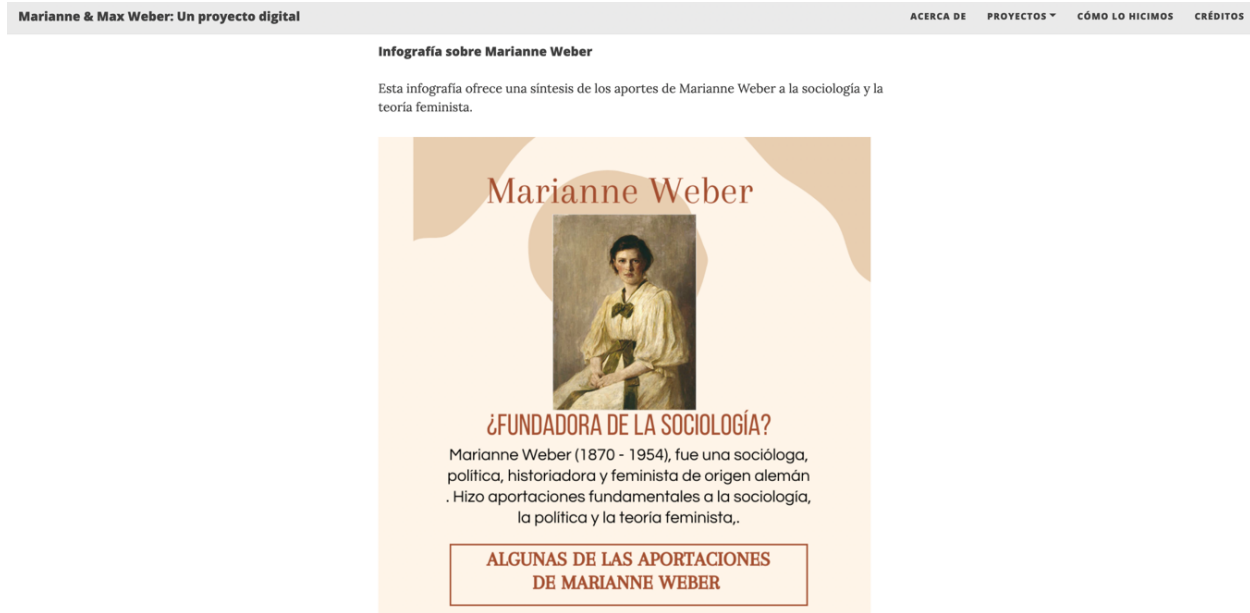 Marianne & Max Weber: Un proyecto digital
ACERCA DE
PROYECTOS
CÓMO LO HICIMOS
CRÉDITOS
Infografía sobre Marianne Weber
Esta infografía ofrece una síntesis de los aportes de Marianne Weber a la sociología y la
teoría feminista.
Marianne Weber
¿FUNDADORA DE LA SOCIOLOGÍA?
Marianne Weber (1870 - 1954), fue una socióloga,
política, historiadora y feminista de origen alemán
. Hizo aportaciones fundamentales a la sociología,
la política y la teoría feminista,.
ALGUNAS DE LAS APORTACIONES
DE MARIANNE WEBER